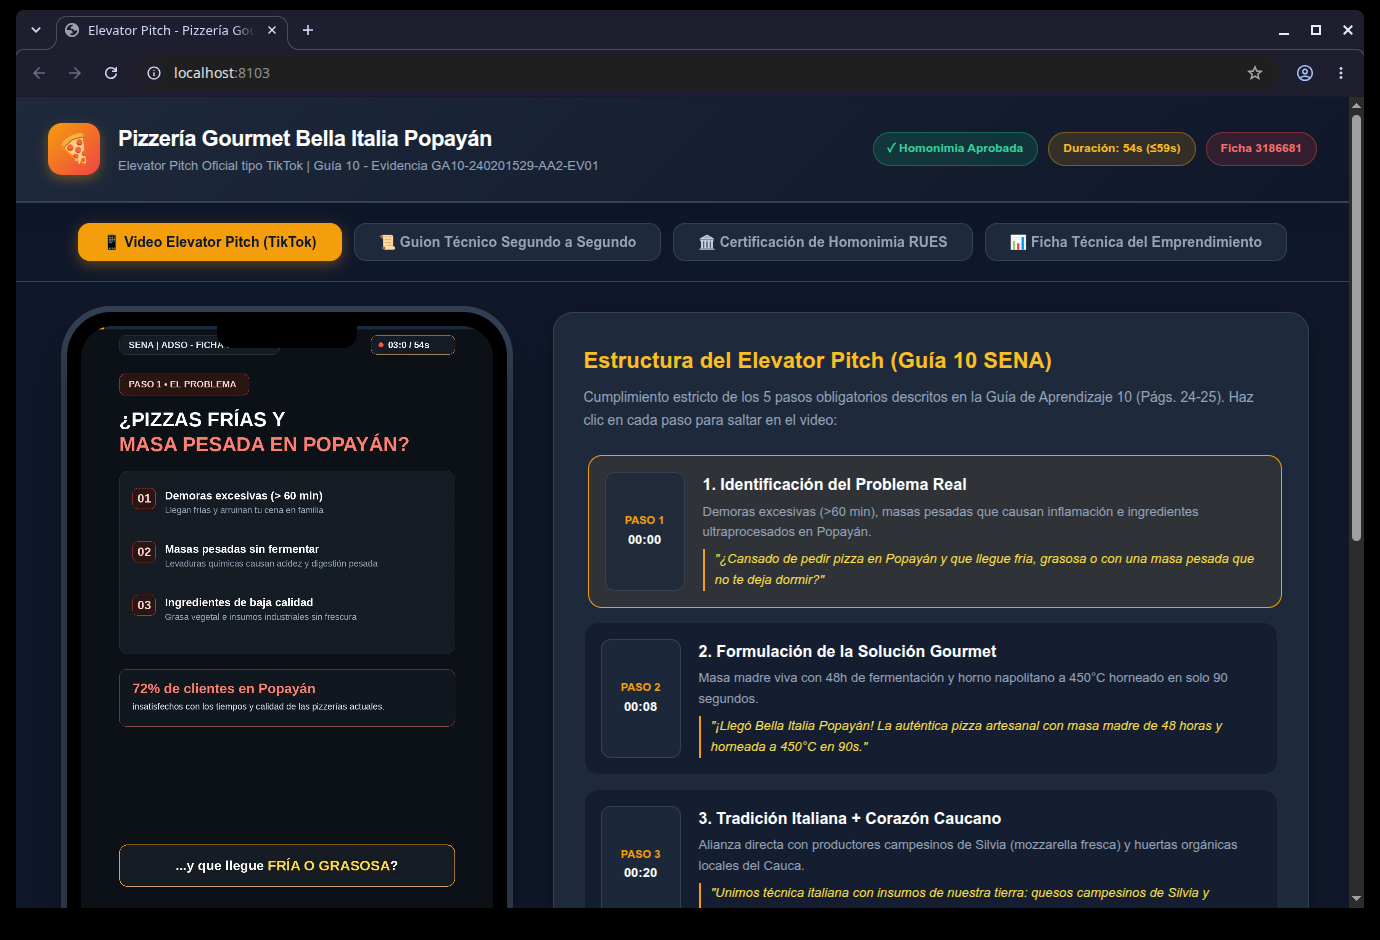 Elevator Pitch - Pizzería Gou
localhost:8103
Pizzería Gourmet Bella Italia Popayán
Elevator Pitch Oficial tipo TikTok | Guía 10 - Evidencia GA10-240201529-AA2-EV01
✓ Homonimia Aprobada
Duración: 54s (≤59s)
Ficha 3186681
Video Elevator Pitch (TikTok)
Guion Técnico Segundo a Segundo
Certificación de Homonimia RUES
Ficha Técnica del Emprendimiento
SENA | ADSO - FICHA
03:0 / 54s
PASO 1 • EL PROBLEMA
¿PIZZAS FRÍAS Y
MASA PESADA EN POPAYÁN?
01
Demoras excesivas (> 60 min)
Llegan frías y arruinan tu cena en familia
02
Masas pesadas sin fermentar
Levaduras químicas causan acidez y digestión pesada
03
Ingredientes de baja calidad
Grasa vegetal e insumos industriales sin frescura
72% de clientes en Popayán
insatisfechos con los tiempos y calidad de las pizzerías actuales.
...y que llegue FRÍA O GRASOSA?
Estructura del Elevator Pitch (Guía 10 SENA)
Cumplimiento estricto de los 5 pasos obligatorios descritos en la Guía de Aprendizaje 10 (Págs. 24-25). Haz
clic en cada paso para saltar en el video:
PASO 1
00:00
1. Identificación del Problema Real
Demoras excesivas (>60 min), masas pesadas que causan inflamación e ingredientes
ultraprocesados en Popayán.
"¿Cansado de pedir pizza en Popayán y que llegue fría, grasosa o con una masa pesada que
no te deja dormir?"
PASO 2
00:08
2. Formulación de la Solución Gourmet
Masa madre viva con 48h de fermentación y horno napolitano a 450°C horneado en solo 90
segundos.
"¡Llegó Bella Italia Popayán! La auténtica pizza artesanal con masa madre de 48 horas y
horneada a 450°C en 90s."
PASO 3
00:20
3. Tradición Italiana + Corazón Caucano
Alianza directa con productores campesinos de Silvia (mozzarella fresca) y huertas orgánicas
locales del Cauca.
"Unimos técnica italiana con insumos de nuestra tierra: quesos campesinos de Silvia y